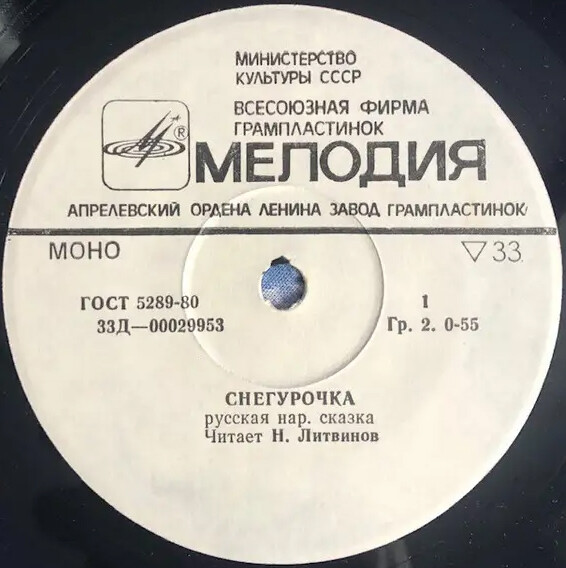 МИНИСТЕРСТВО
КУЛЬТУРЫ СССР
ВСЕСОЮЗНАЯ ФИРМА
ГРАМПЛАСТИНОК
®
МЕЛОДИЯ
АПРЕЛЕВСКИЙ ОРДЕНА ЛЕНИНА ЗАВОД ГРАМПЛАСТИНОК
МОНО ▽ 33
ГОСТ 5289-80 1
33Д—00029953 Гр. 2. 0-55
СНЕГУРОЧКА
русская нар. сказка
Читает Н. Литвинов